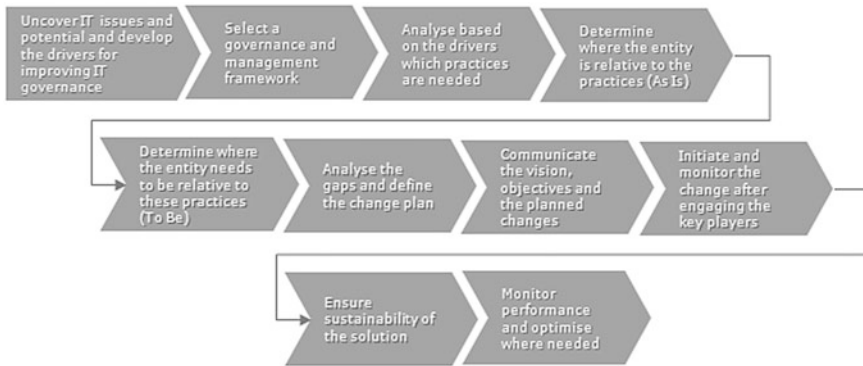 Uncover IT issues and
potential and develop
the drivers for
improving IT
governance
Select a
governance and
management
framework
Analyse based
on the drivers
which practices
are needed
Determine
where the entity
is relative to the
practices (As Is)
Determine where
the entity needs
to be relative to
these practices
(To Be)
Analyse the
gaps and define
the change plan
Communicate
the vision,
objectives and
the planned
changes
Initiate and
monitor the
change after
engaging the
key players
Ensure
sustainability of
the solution
Monitor
performance
and optimise
where needed